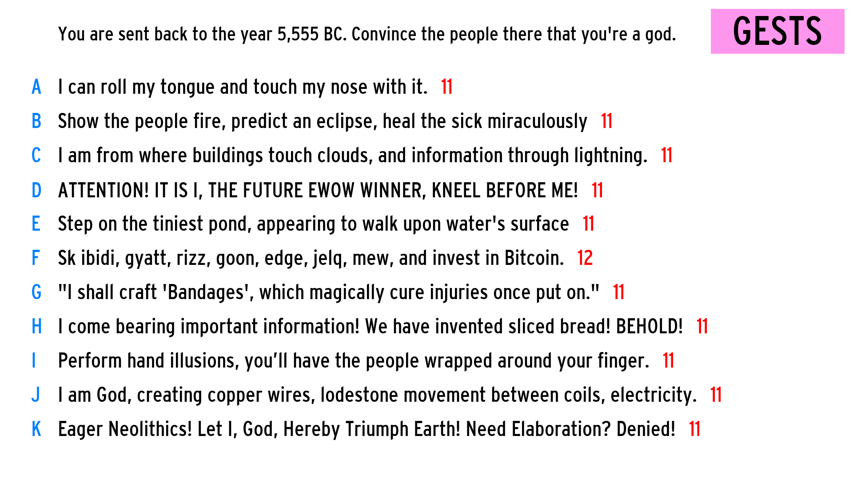 You are sent back to the year 5,555 BC. Convince the people there that you're a god. GESTS
A I can roll my tongue and touch my nose with it. 11
B Show the people fire, predict an eclipse, heal the sick miraculously 11
C I am from where buildings touch clouds, and information through lightning. 11
D ATTENTION! IT IS I, THE FUTURE EWOW WINNER, KNEEL BEFORE ME! 11
E Step on the tiniest pond, appearing to walk upon water's surface 11
F Sk ibidi, gyatt, rizz, goon, edge, jelq, mew, and invest in Bitcoin. 12
G "I shall craft 'Bandages', which magically cure injuries once put on." 11
H I come bearing important information! We have invented sliced bread! BEHOLD! 11
I Perform hand illusions, you’ll have the people wrapped around your finger. 11
J I am God, creating copper wires, lodestone movement between coils, electricity. 11
K Eager Neolithics! Let I, God, Hereby Triumph Earth! Need Elaboration? Denied! 11